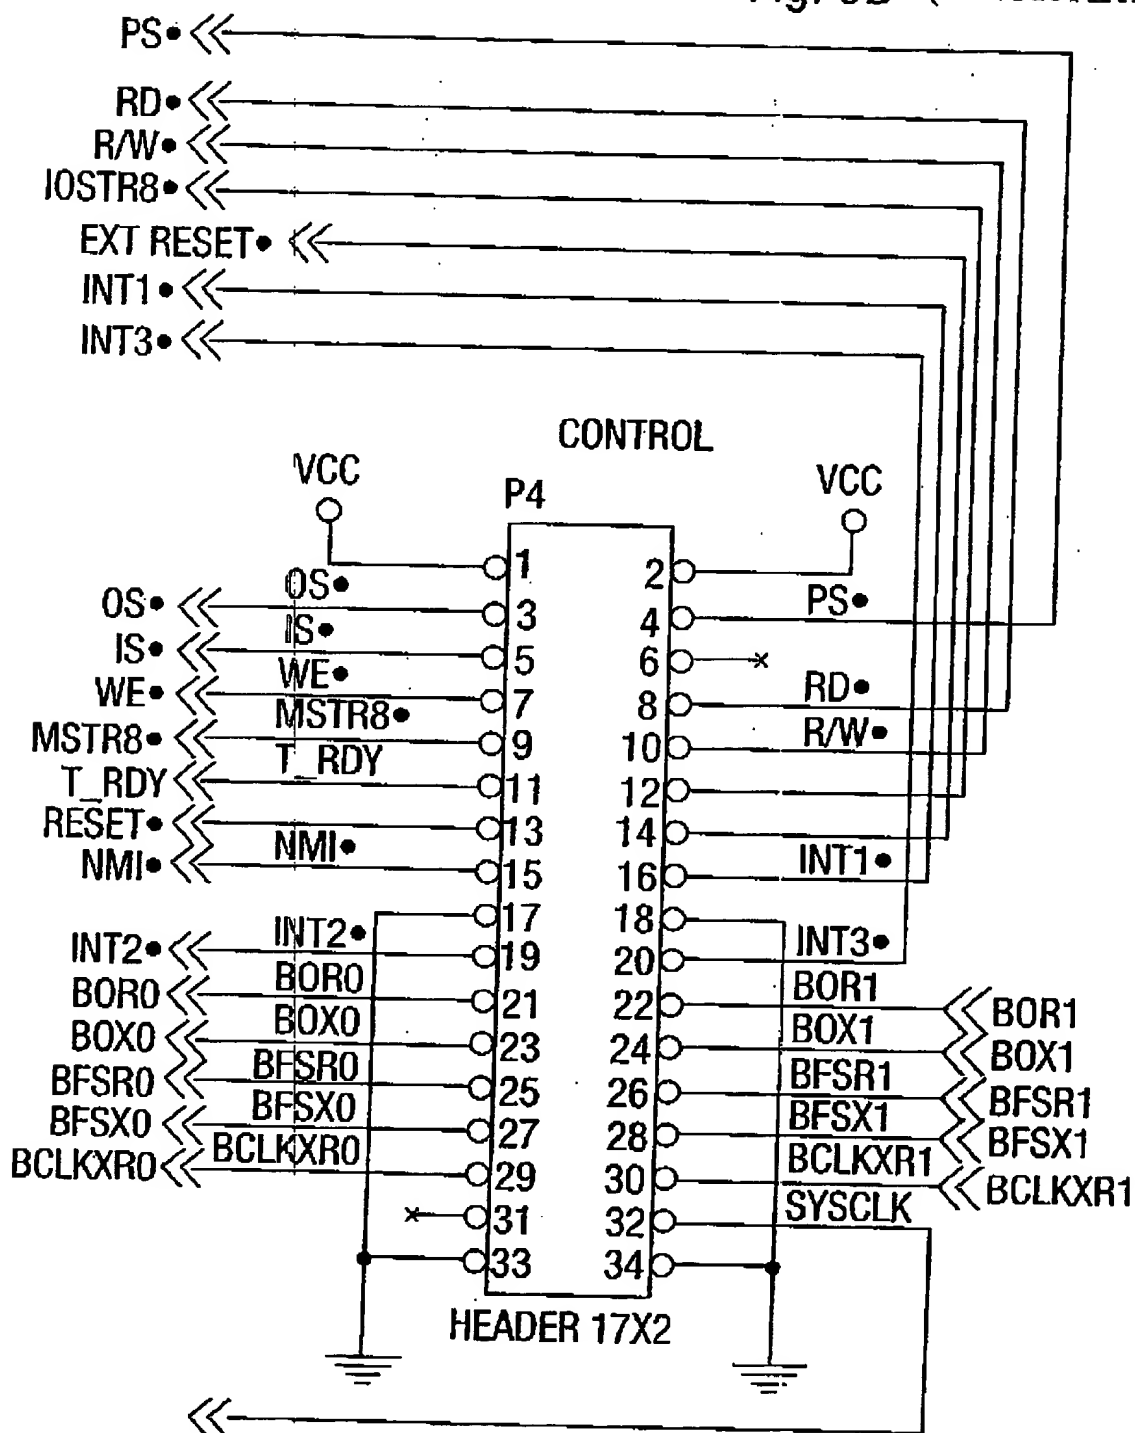 PS•
RD•
R/W•
IOSTR8•
EXT RESET•
INT1•
INT3•
CONTROL
VCC
P4
VCC
1
2
OS•
OS•
3
4
PS•
IS•
IS•
5
6
WE•
WE•
7
8
RD•
MSTR8•
MSTR8•
9
10
R/W•
T_RDY
T_RDY
11
12
RESET•
13
14
NMI•
NMI•
15
16
INT1•
17
18
INT2•
INT2•
19
20
INT3•
BOR0
BOR0
21
22
BOR1
BOR1
BOX0
BOX0
23
24
BOX1
BOX1
BFSR0
BFSR0
25
26
BFSR1
BFSR1
BFSX0
BFSX0
27
28
BFSX1
BFSX1
BCLKXR0
BCLKXR0
29
30
BCLKXR1
BCLKXR1
31
32
SYSCLK
33
34
HEADER 17X2